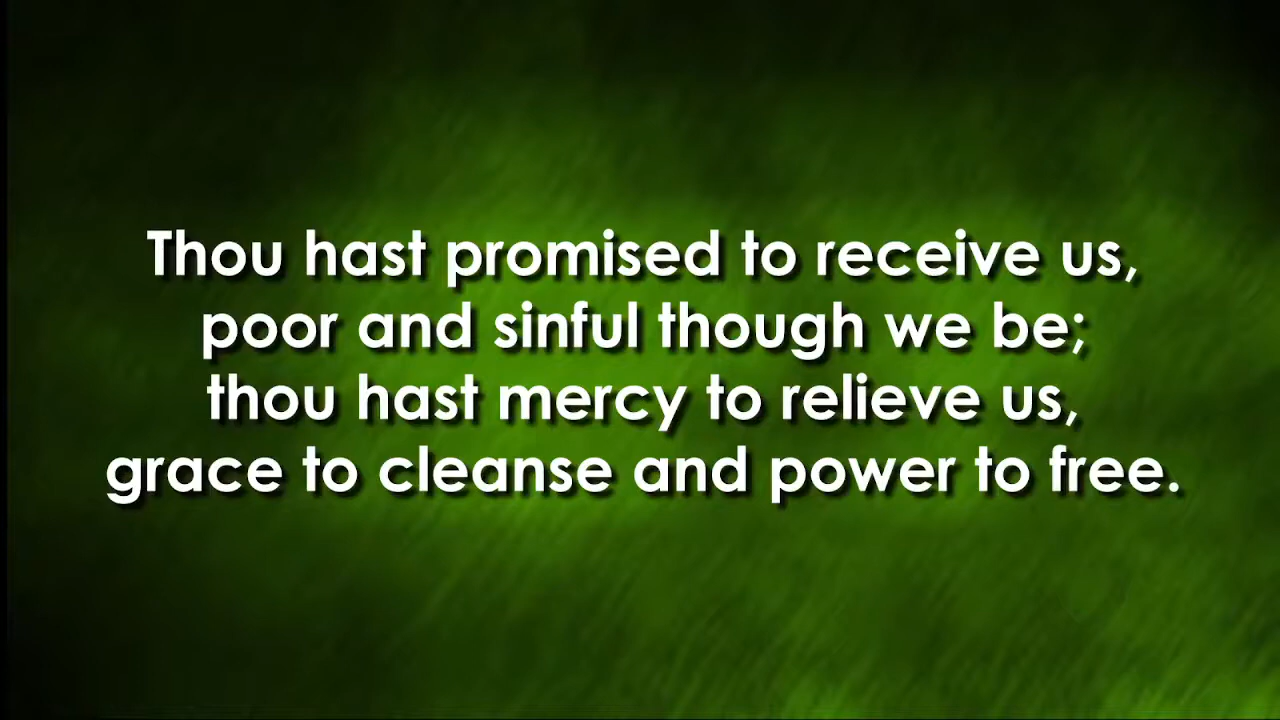 Thou hast promised to receive us,
poor and sinful though we be;
thou hast mercy to relieve us,
grace to cleanse and power to free.